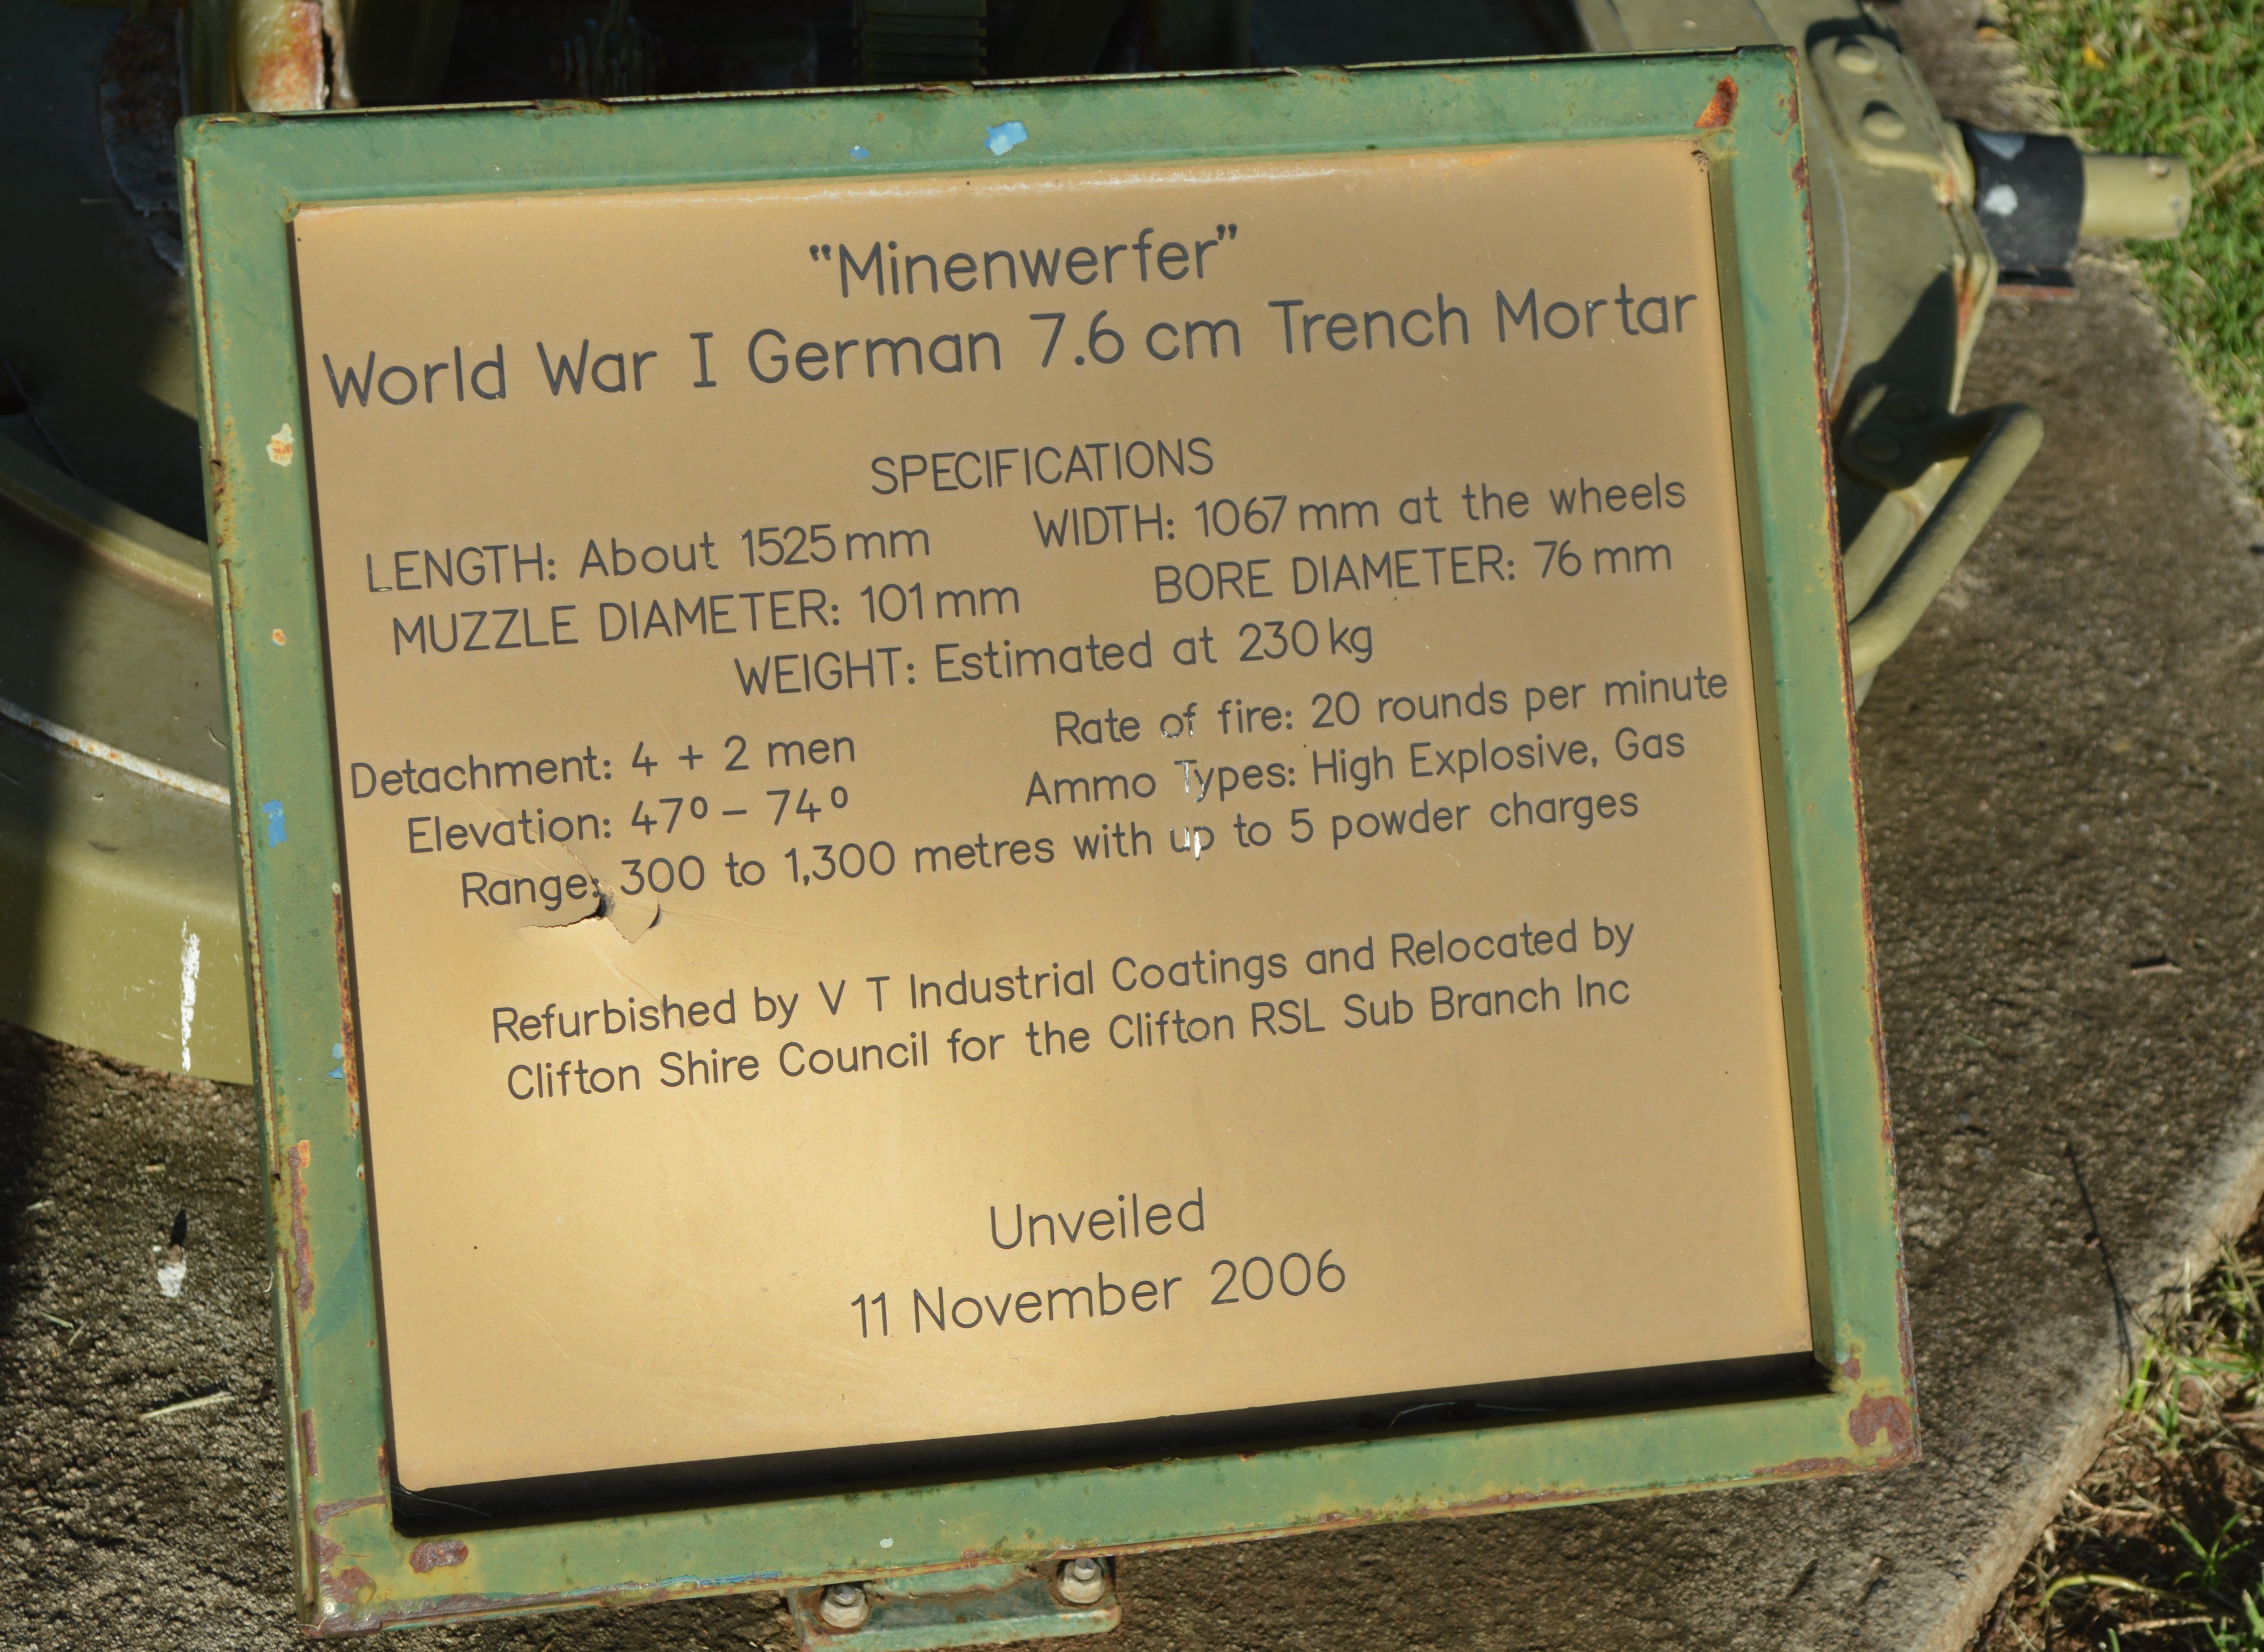 "Minenwerfer"
World War I German 7.6 cm Trench Mortar
SPECIFICATIONS
LENGTH: About 1525 mm WIDTH: 1067 mm at the wheels
MUZZLE DIAMETER: 101 mm BORE DIAMETER: 76 mm
WEIGHT: Estimated at 230 kg
Detachment: 4 + 2 men Rate of fire: 20 rounds per minute
Elevation: 47º – 74º Ammo Types: High Explosive, Gas
Range: 300 to 1,300 metres with up to 5 powder charges
Refurbished by V T Industrial Coatings and Relocated by
Clifton Shire Council for the Clifton RSL Sub Branch Inc
Unveiled
11 November 2006